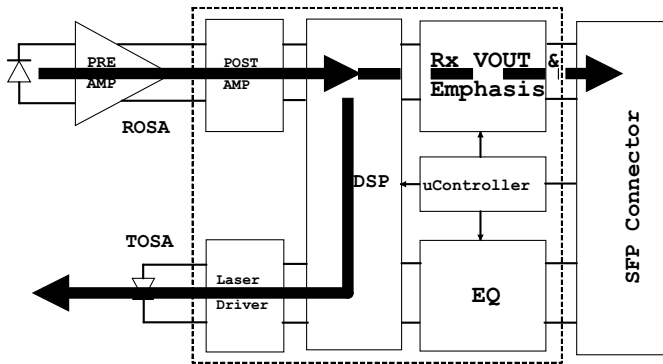 PRE
AMP
POST
AMP
Rx VOUT &
Emphasis
ROSA
DSP
uController
TOSA
Laser
Driver
EQ
SFP Connector